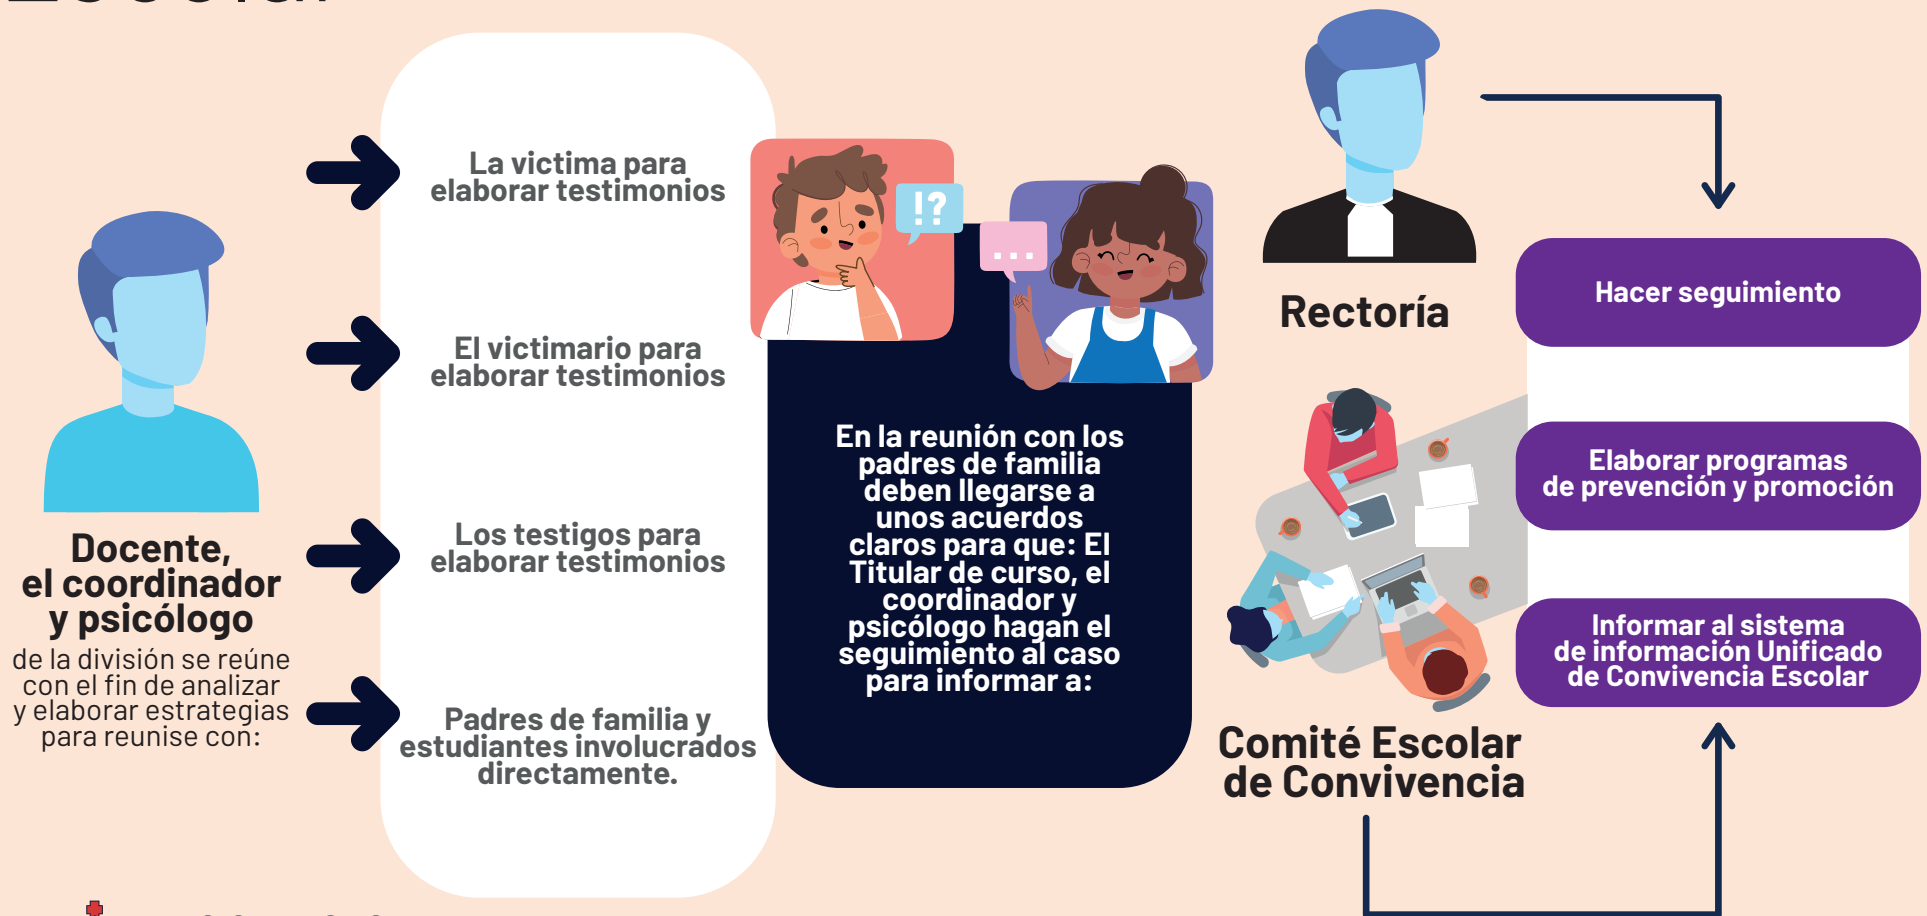 La victima para
elaborar testimonios
El victimario para
elaborar testimonios
Los testigos para
elaborar testimonios
Padres de familia y
estudiantes involucrados
directamente.
Docente,
el coordinador
y psicólogo
de la división se reúne
con el fin de analizar
y elaborar estrategias
para reunise con:
!?
...
En la reunión con los
padres de familia
deben llegarse a
unos acuerdos
claros para que: El
Titular de curso, el
coordinador y
psicólogo hagan el
seguimiento al caso
para informar a:
Rectoría
Comité Escolar
de Convivencia
Hacer seguimiento
Elaborar programas
de prevención y promoción
Informar al sistema
de información Unificado
de Convivencia Escolar